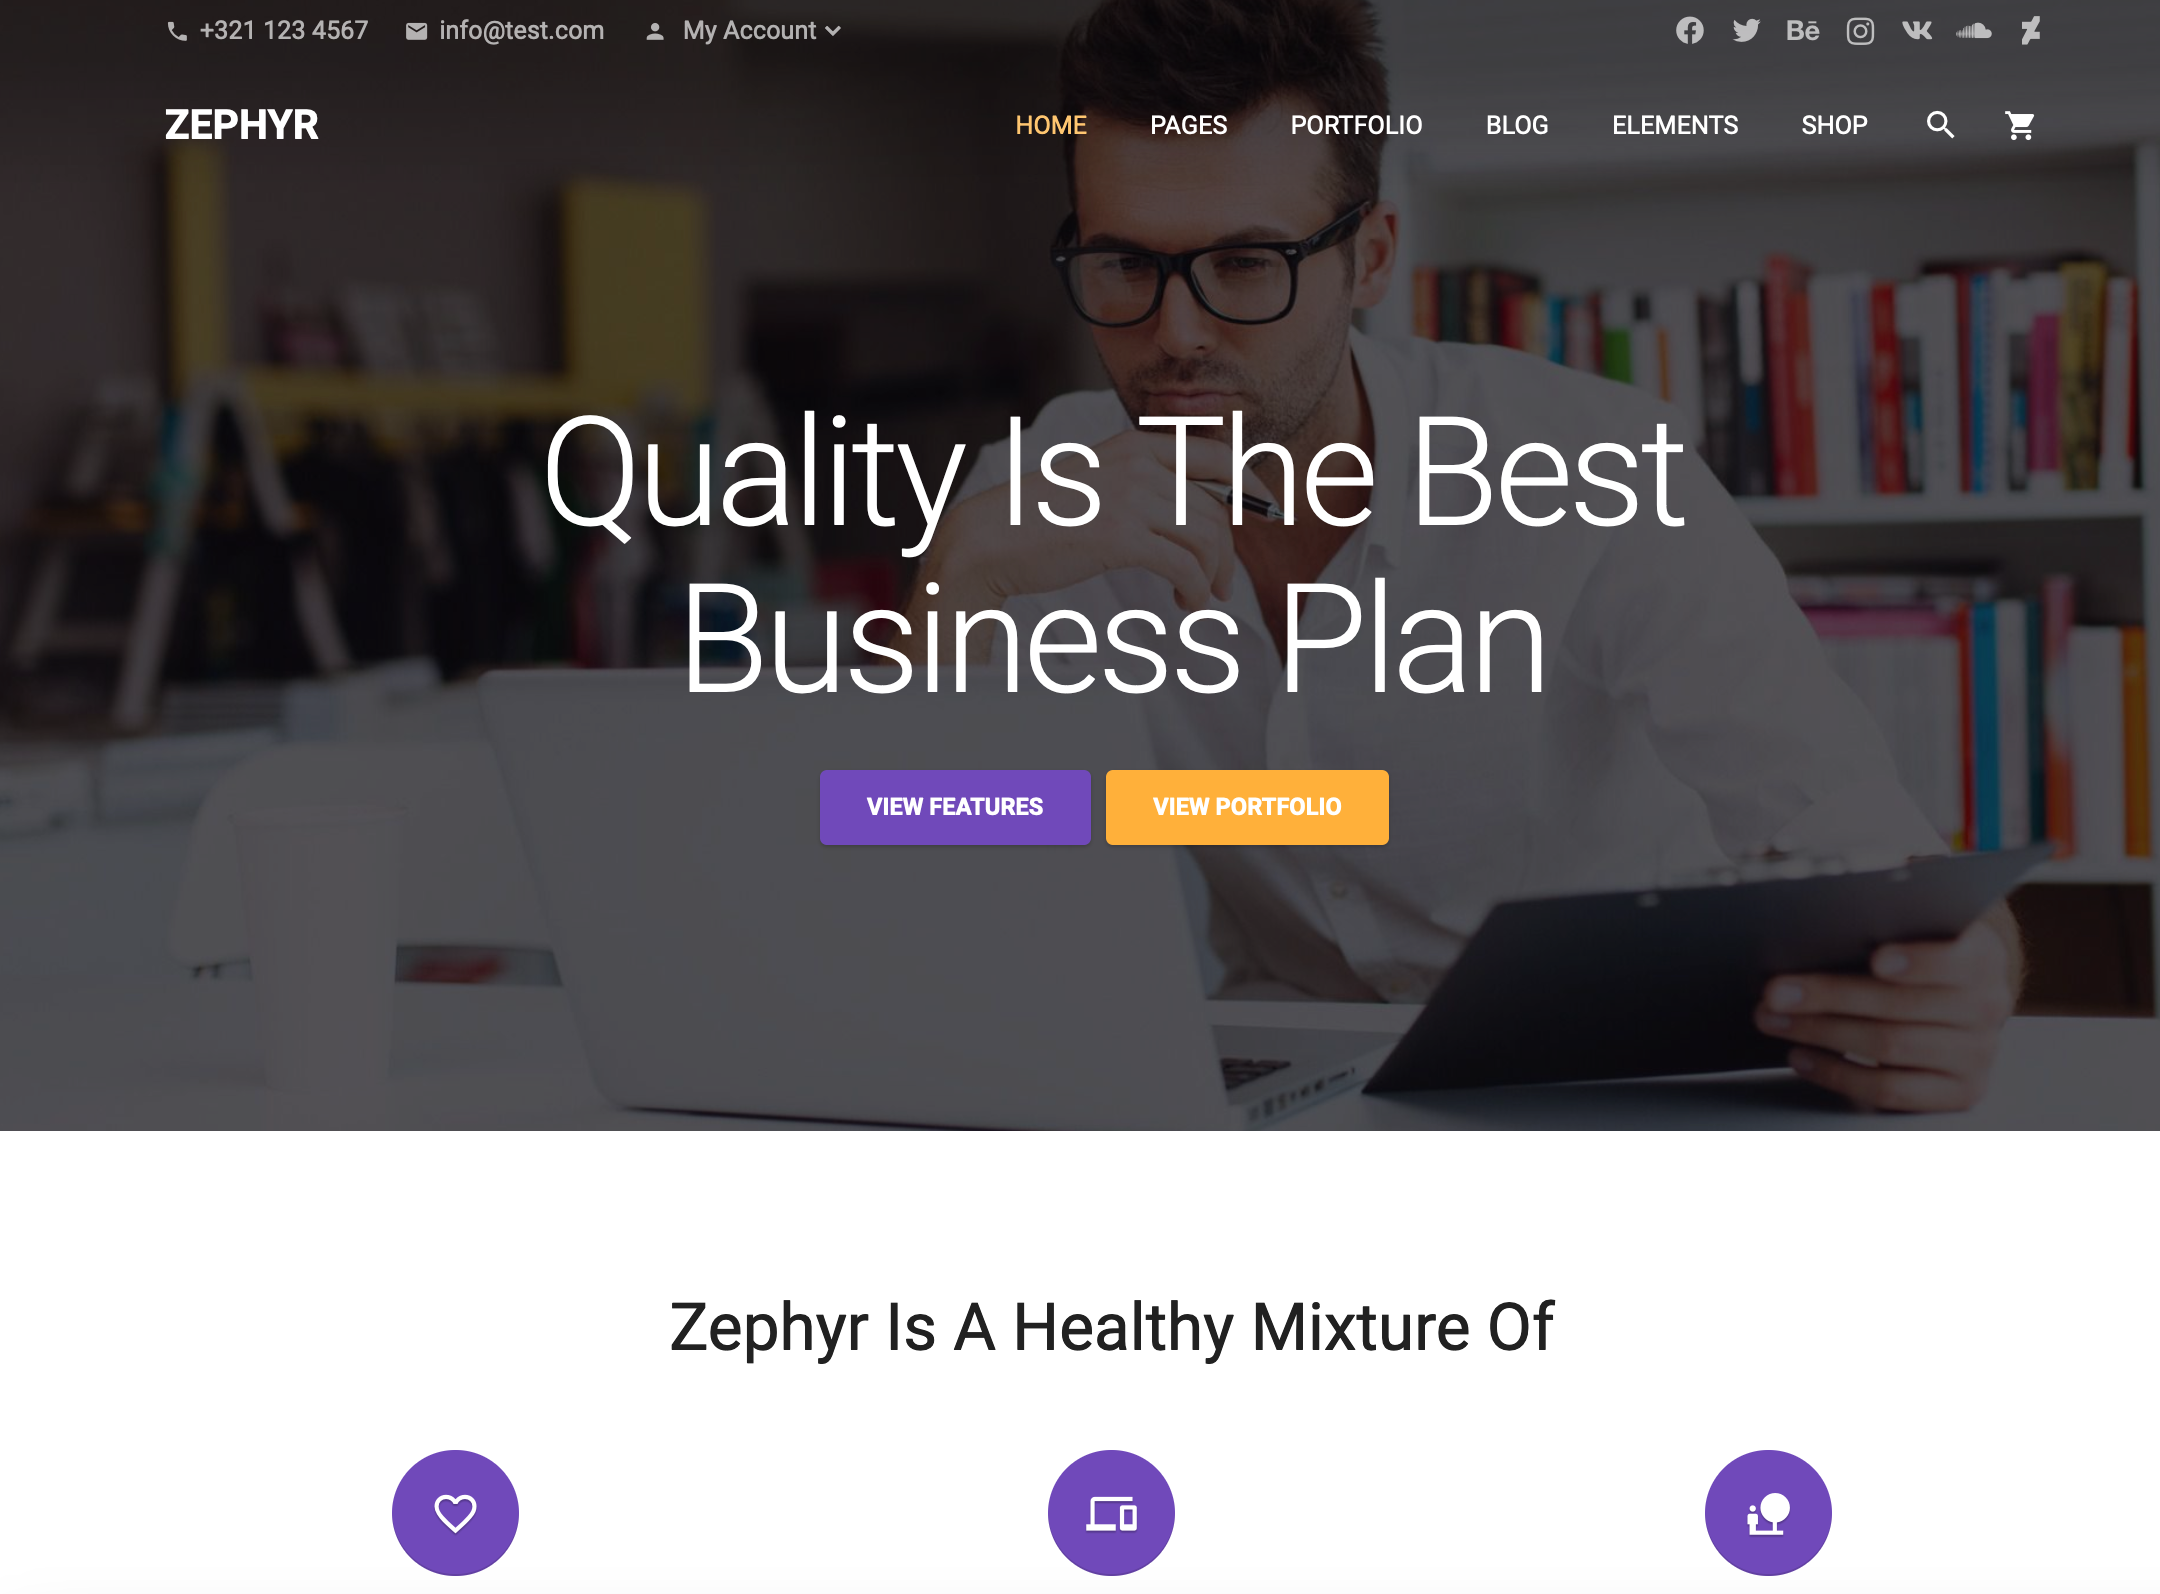 +321 123 4567 info@test.com My Account
Bē
ZEPHYR
HOME PAGES PORTFOLIO BLOG ELEMENTS SHOP
Quality Is The Best
Business Plan
VIEW FEATURES VIEW PORTFOLIO
Zephyr Is A Healthy Mixture Of